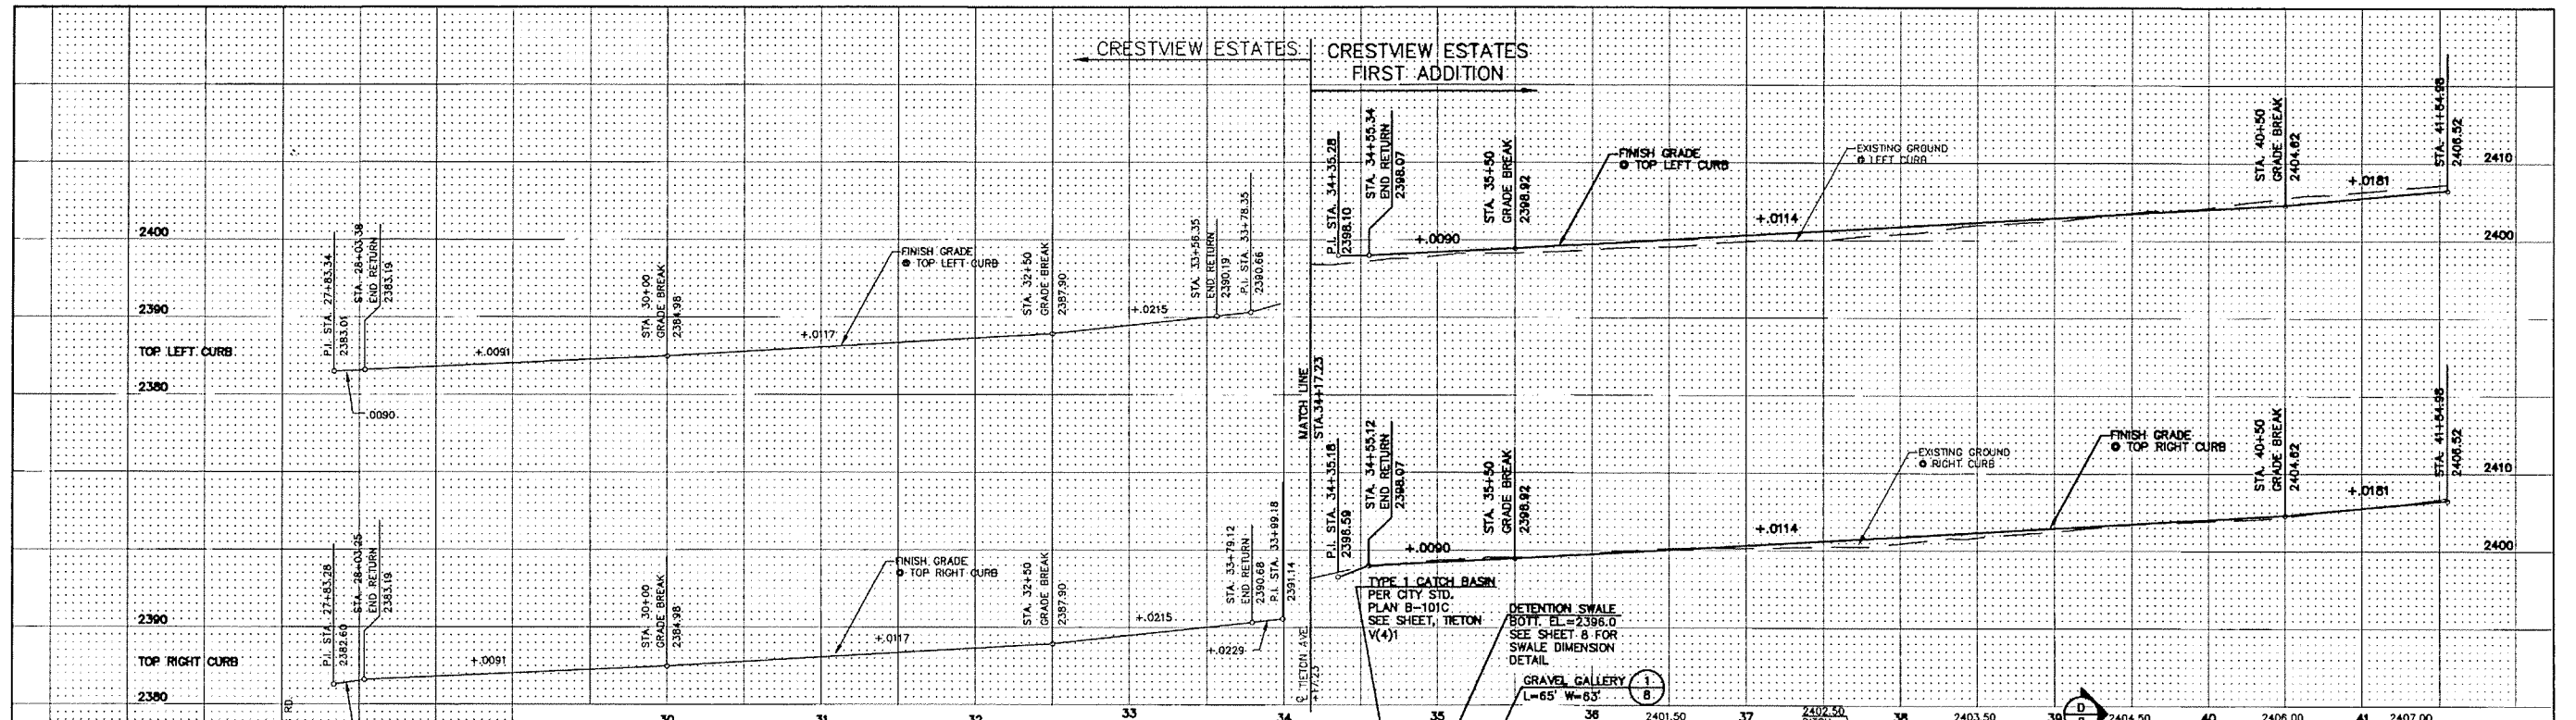 CRESTVIEW ESTATES
CRESTVIEW ESTATES
FIRST ADDITION
2400
2390
TOP LEFT CURB
2380
P.I. STA. 27+83.34
2383.01
STA. 28+03.38
END RETURN
2383.19
.0090
+.0091
STA. 30+00
GRADE BREAK
2384.98
+.0117
FINISH GRADE
@ TOP LEFT CURB
STA. 32+50
GRADE BREAK
2387.90
+.0215
STA. 33+56.35
END RETURN
2390.19
P.I. STA. 33+78.35
2390.66
MATCH LINE
STA.34+17.23
P.I. STA. 34+35.28
2398.10
STA. 34+55.34
END RETURN
2398.07
+.0090
STA. 35+50
GRADE BREAK
2398.92
FINISH GRADE
@ TOP LEFT CURB
+.0114
EXISTING GROUND
@ LEFT CURB
STA. 40+50
GRADE BREAK
2404.62
+.0181
STA. 41+54.98
2406.52
2410
2400
2390
TOP RIGHT CURB
2380
P.I. STA. 27+83.28
2382.60
STA. 28+03.25
END RETURN
2383.19
+.0091
STA. 30+00
GRADE BREAK
2384.98
+.0117
FINISH GRADE
@ TOP RIGHT CURB
STA. 32+50
GRADE BREAK
2387.90
+.0215
STA. 33+79.12
END RETURN
2390.68
P.I. STA. 33+99.18
2391.14
+.0229
℄ TIETON AVE
+17.23
P.I. STA. 34+35.18
2398.59
STA. 34+55.12
END RETURN
2398.07
+.0090
STA. 35+50
GRADE BREAK
2398.92
+.0114
EXISTING GROUND
@ RIGHT CURB
FINISH GRADE
@ TOP RIGHT CURB
STA. 40+50
GRADE BREAK
2404.62
+.0181
STA. 41+54.98
2406.52
2410
2400
TYPE 1 CATCH BASIN
PER CITY STD.
PLAN B-101C
SEE SHEET, TIETON
V(4)1
DETENTION SWALE
BOTT. EL.=2396.0
SEE SHEET 8 FOR
SWALE DIMENSION
DETAIL
GRAVEL GALLERY
L=65' W=63'
1
8
RD.
30 31 32 33 34 35 36 2401.50 37 2402.50 38 2403.50 39 2404.50 40 2406.00 41 2407.00
D